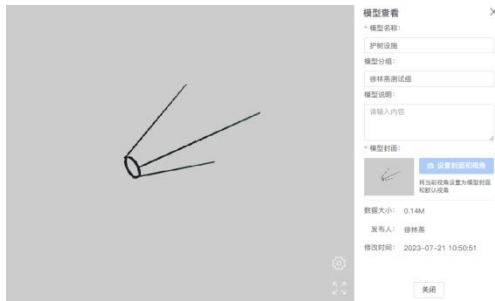 模型查看
* 模型名称：
护树设施
模型分组：
徐林燕测试组
模型说明：
请输入内容
* 模型封面：
设置封面和视角
将当前视角设置为模型封面
和默认视角
数据大小： 0.14M
发布人： 徐林燕
修改时间： 2023-07-21 10:50:51
关闭